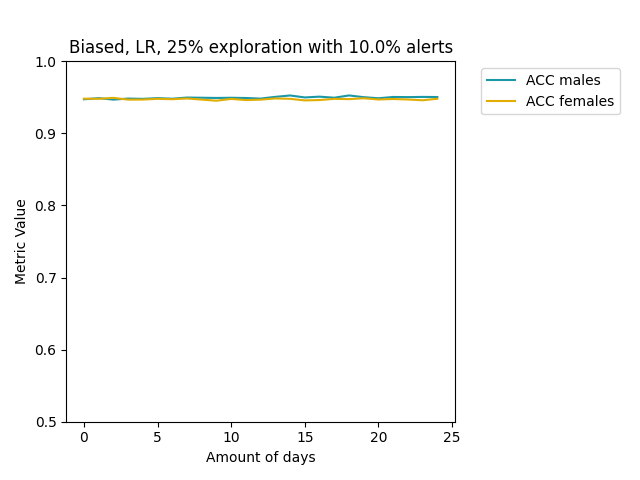 Biased, LR, 25% exploration with 10.0% alerts
1.0
0.9
0.8
0.7
0.6
0.5
Metric Value
0 5 10 15 20 25
Amount of days
ACC males
ACC females